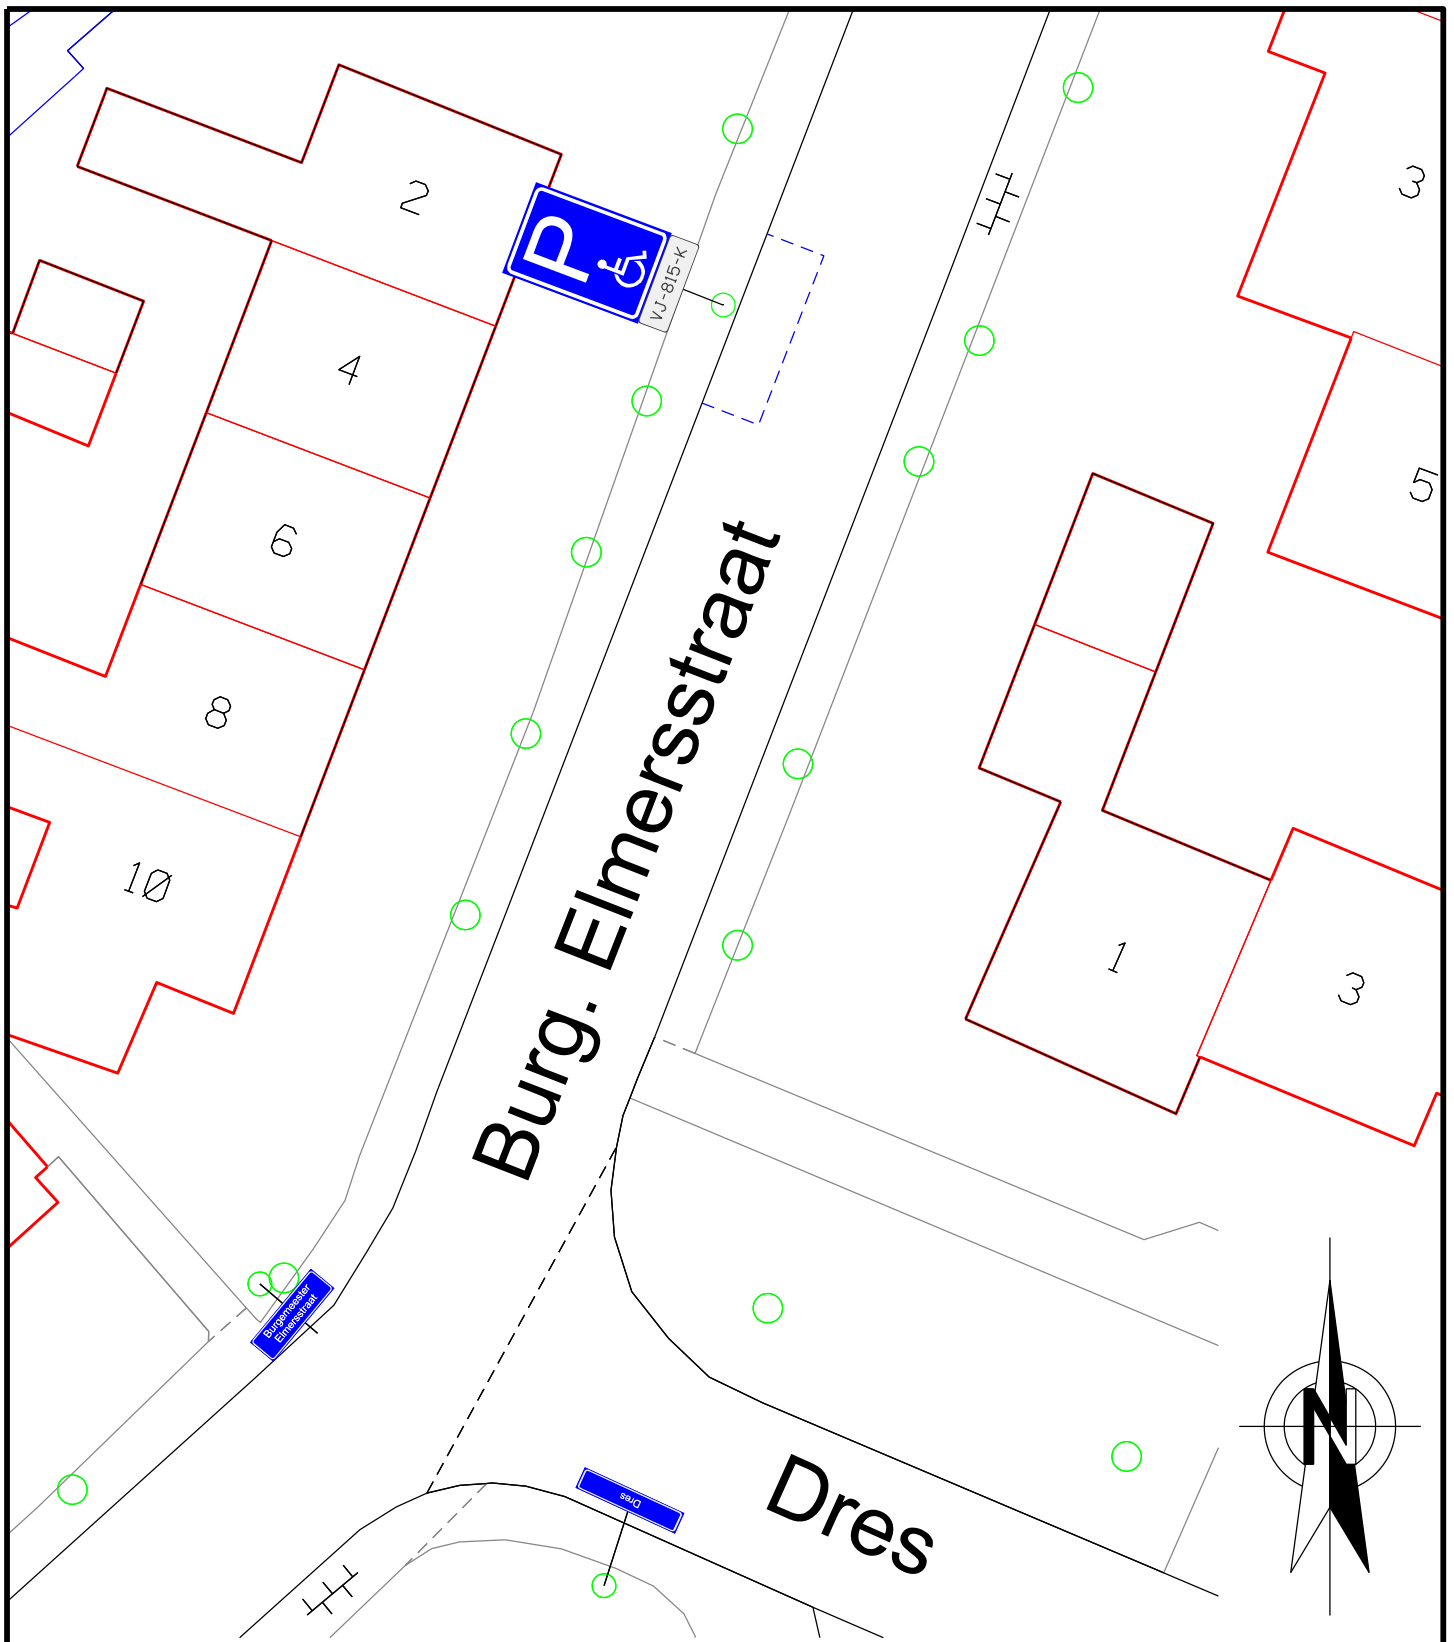 2
P
VJ-815-K
3
4
5
6
8
10
Burg. Elmersstraat
1
3
Burgemeester
Elmersstraat
N
Dres
Dres